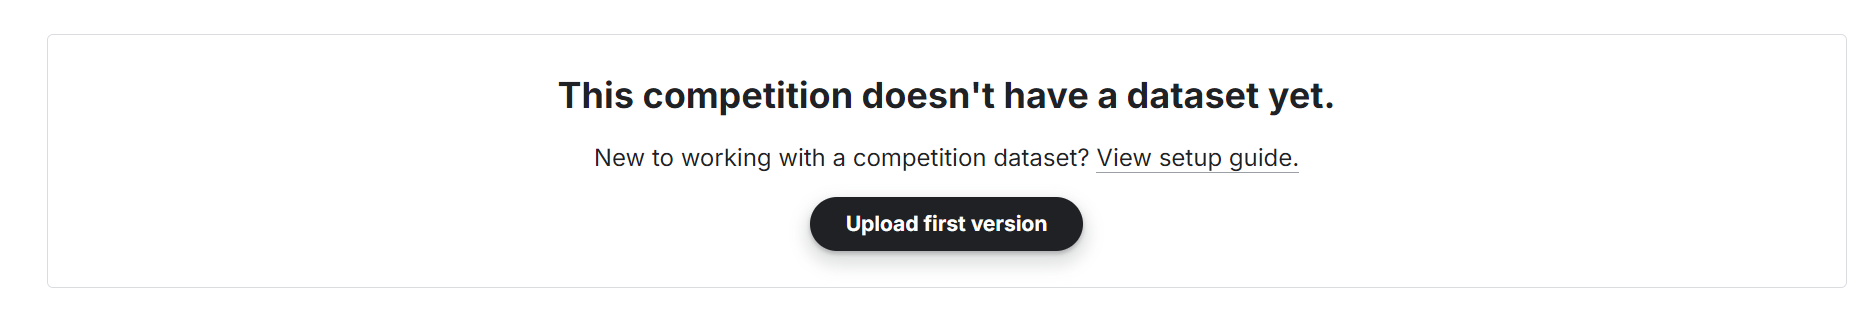 This competition doesn't have a dataset yet.
New to working with a competition dataset? View setup guide.
Upload first version